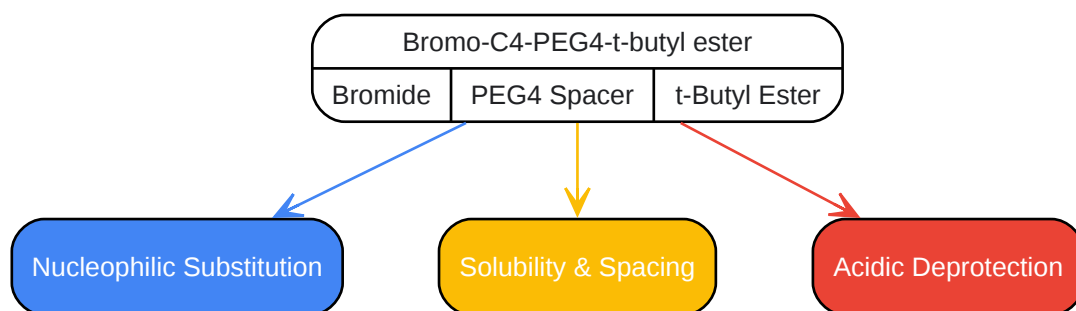 Bromo-C4-PEG4-t-butyl ester
Bromide
PEG4 Spacer
t-Butyl Ester
Nucleophilic Substitution
Solubility & Spacing
Acidic Deprotection